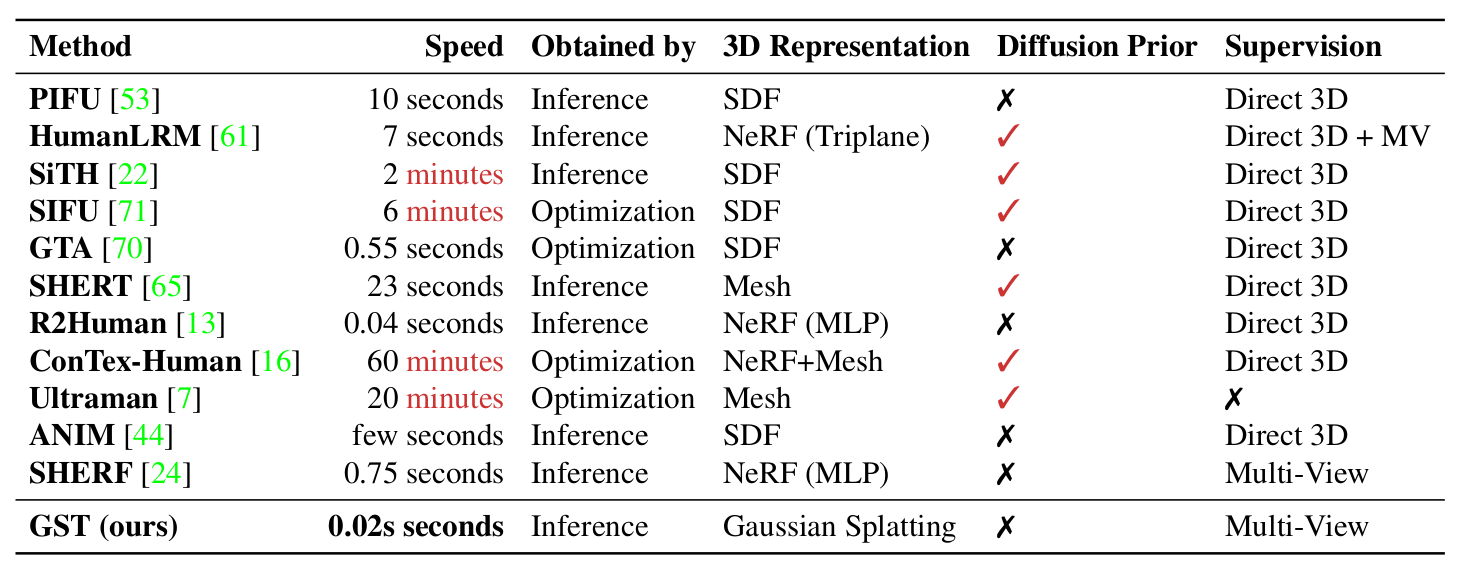 Method Speed Obtained by 3D Representation Diffusion Prior Supervision
PIFU [53] 10 seconds Inference SDF ✗ Direct 3D
HumanLRM [61] 7 seconds Inference NeRF (Triplane) ✓ Direct 3D + MV
SiTH [22] 2 minutes Inference SDF ✓ Direct 3D
SIFU [71] 6 minutes Optimization SDF ✓ Direct 3D
GTA [70] 0.55 seconds Optimization SDF ✗ Direct 3D
SHERT [65] 23 seconds Inference Mesh ✓ Direct 3D
R2Human [13] 0.04 seconds Inference NeRF (MLP) ✗ Direct 3D
ConTex-Human [16] 60 minutes Optimization NeRF+Mesh ✓ Direct 3D
Ultraman [7] 20 minutes Optimization Mesh ✓ ✗
ANIM [44] few seconds Inference SDF ✗ Direct 3D
SHERF [24] 0.75 seconds Inference NeRF (MLP) ✗ Multi-View
GST (ours) 0.02s seconds Inference Gaussian Splatting ✗ Multi-View